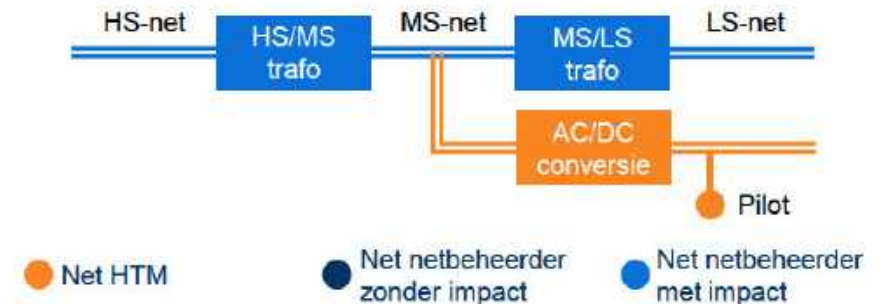 HS-net
HS/MS
trafo
MS-net
MS/LS
trafo
LS-net
AC/DC
conversie
Pilot
Net HTM
Net netbeheerder
zonder impact
Net netbeheerder
met impact